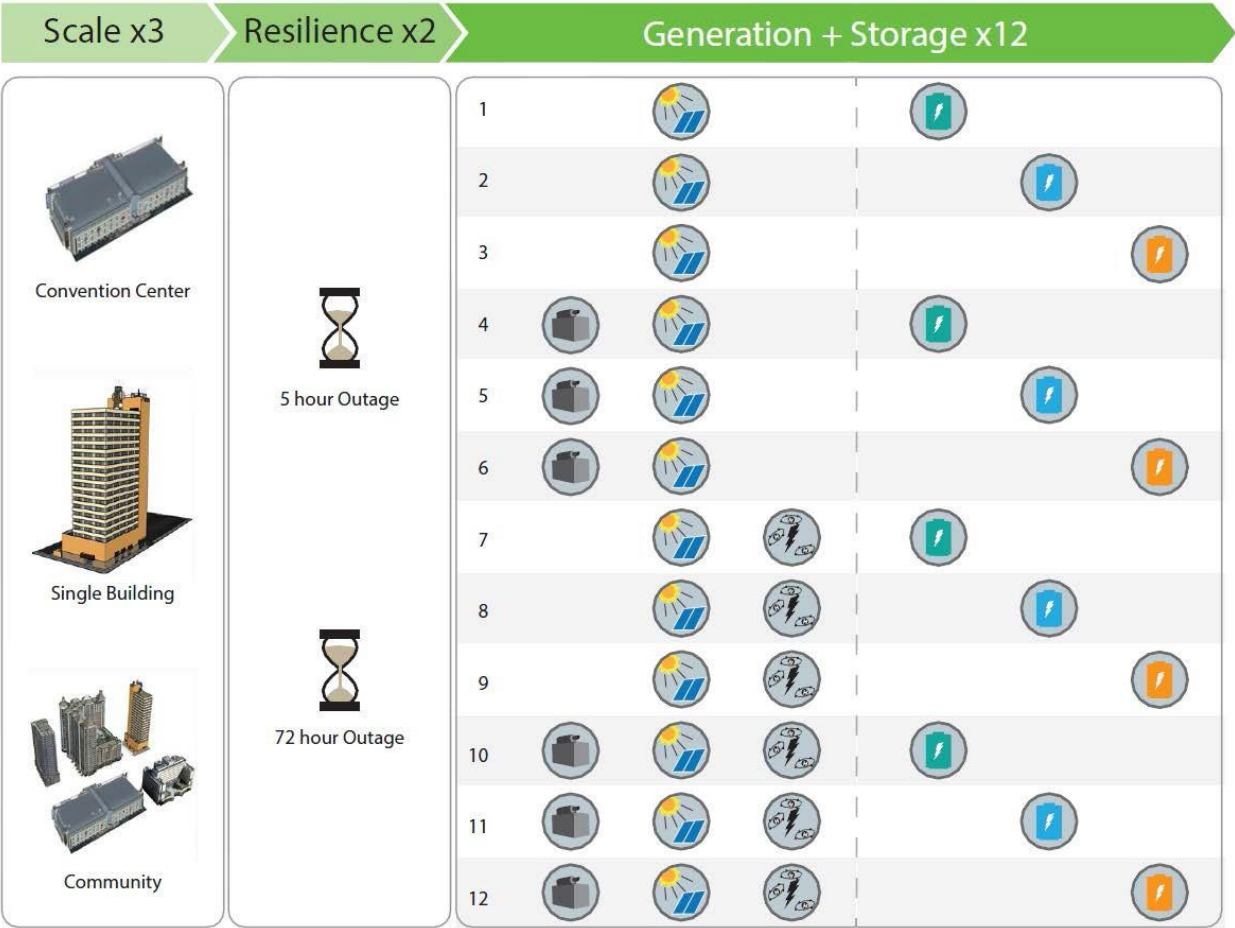 Scale x3
Resilience x2
Generation + Storage x12
Convention Center
Single Building
Community
5 hour Outage
72 hour Outage
1
2
3
4
5
6
7
8
9
10
11
12